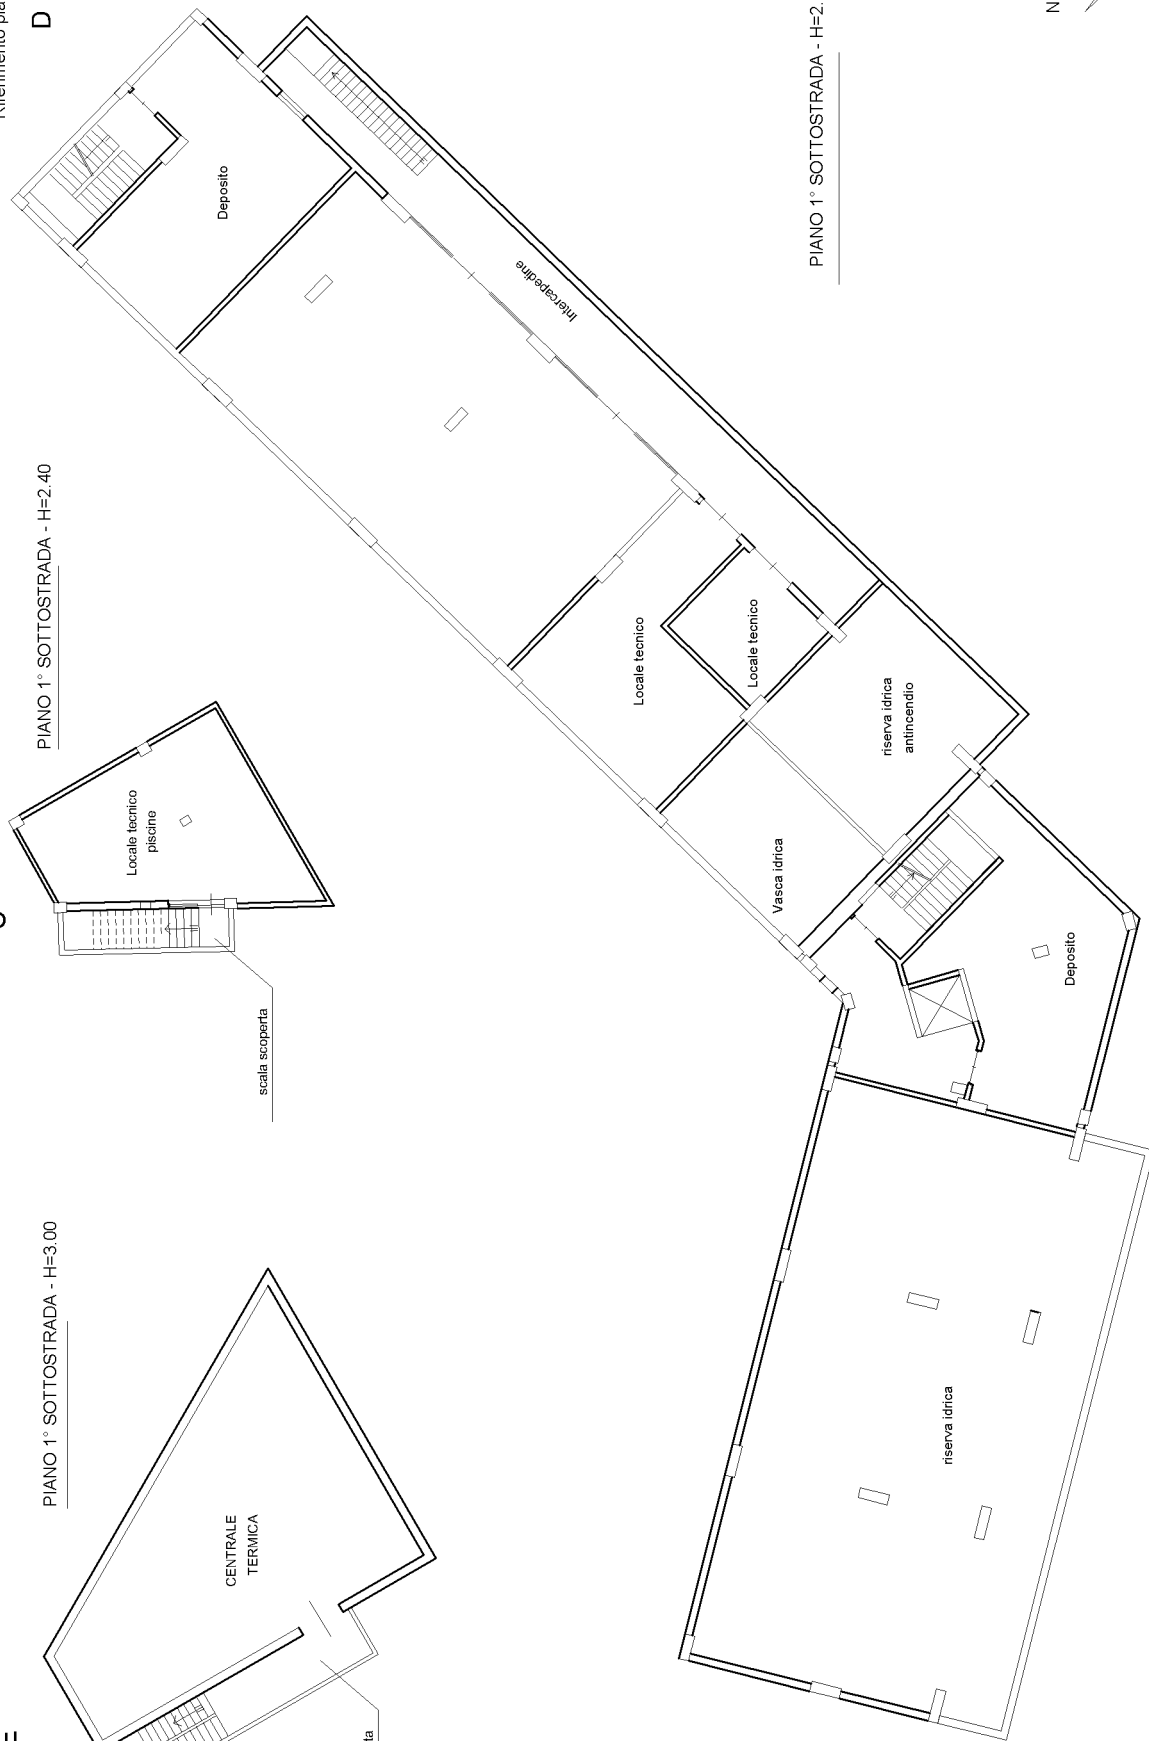 D
PIANO 1° SOTTOSTRADA - H=2.
N
Deposito
Intercapedine
PIANO 1° SOTTOSTRADA - H=2.40
Locale tecnico
piscine
scala scoperta
Locale tecnico
Locale tecnico
riserva idrica
antincendio
Vasca idrica
Deposito
PIANO 1° SOTTOSTRADA - H=3.00
CENTRALE
TERMICA
riserva idrica